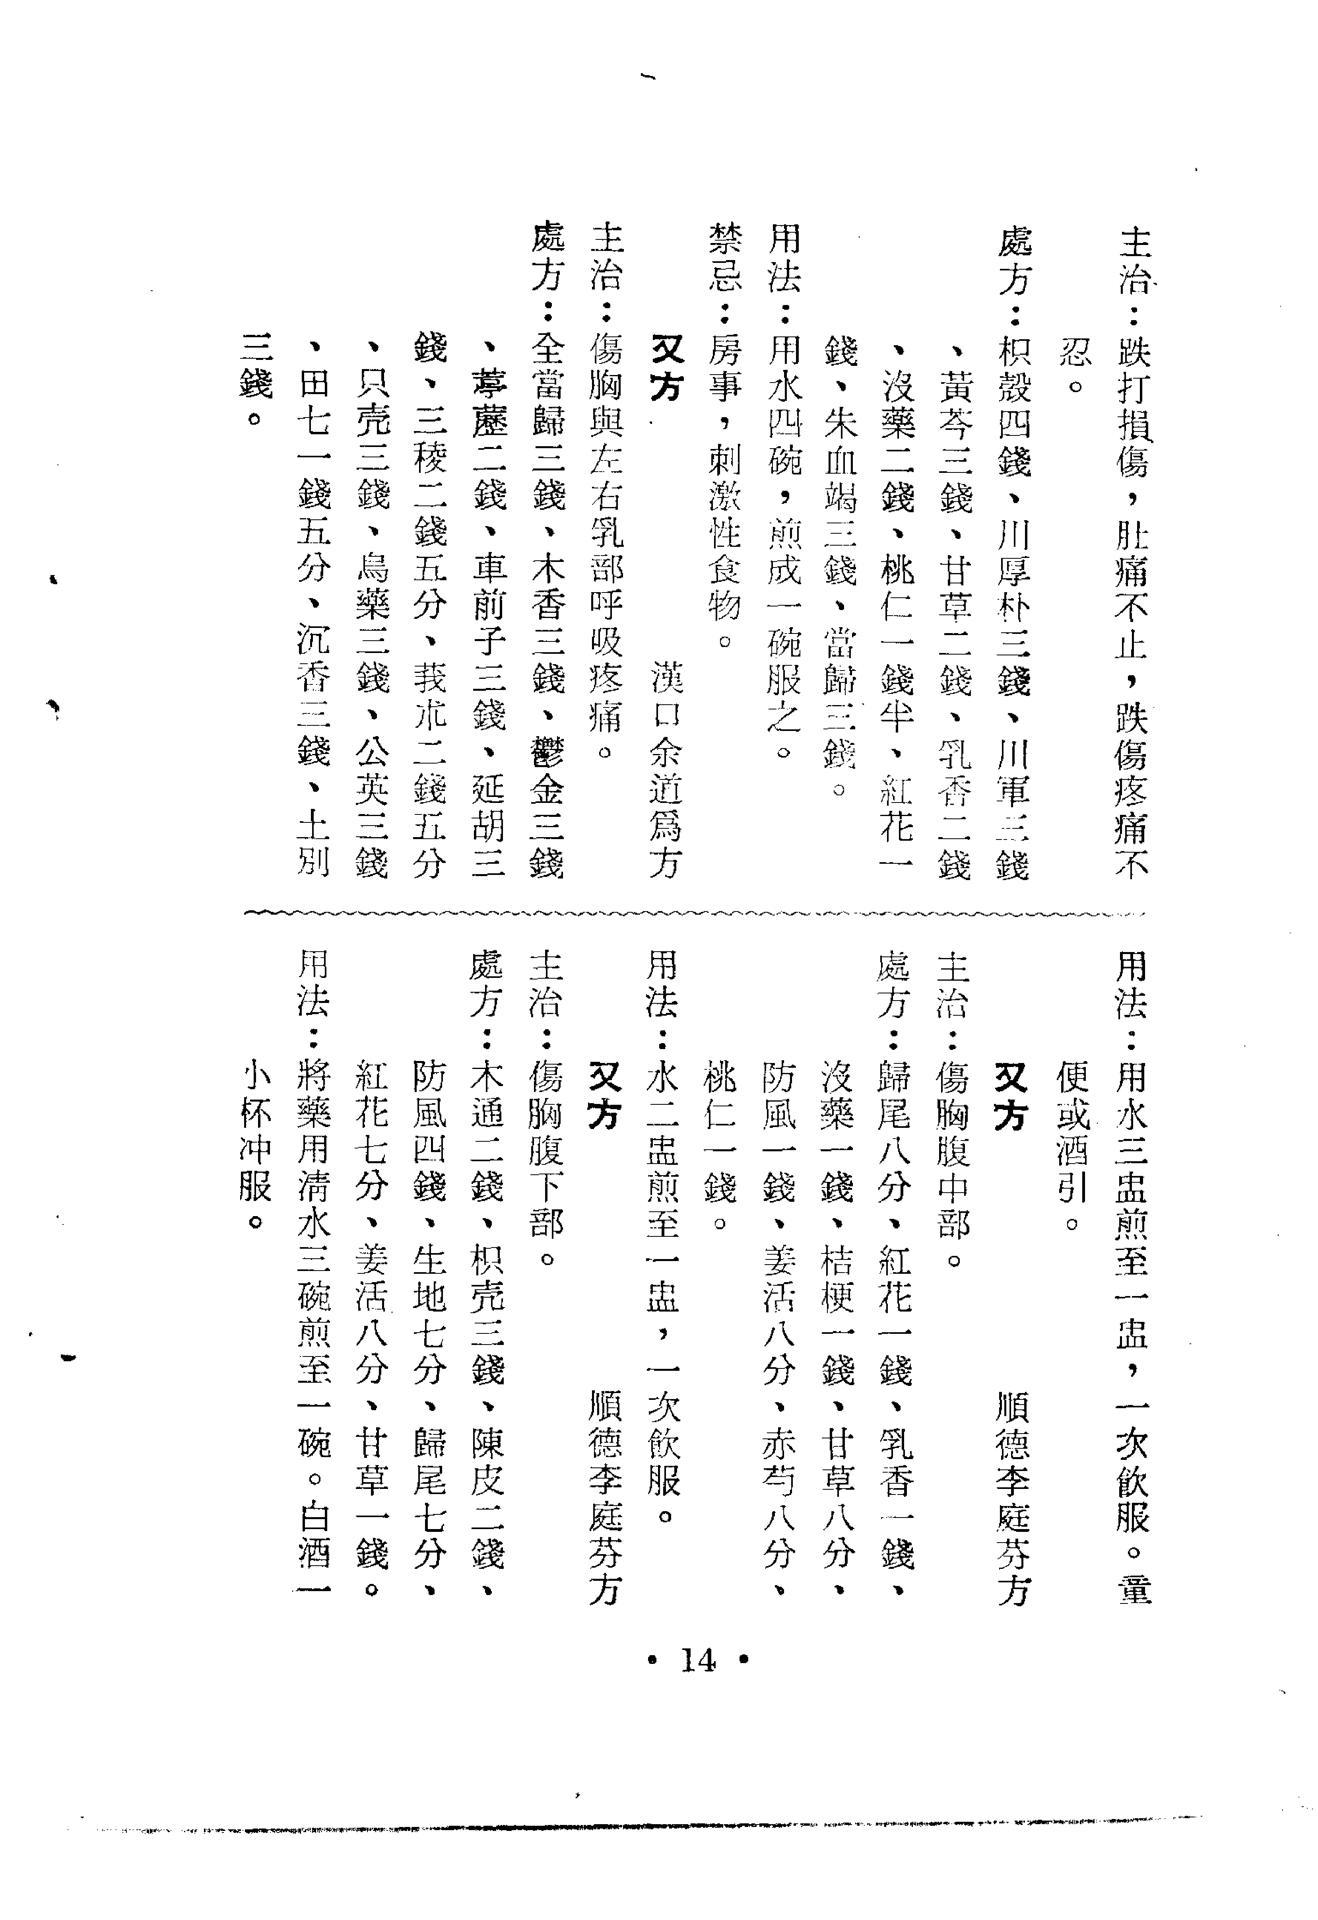 主治：跌打損傷，肚痛不止，跌傷疼痛不
忍。
處方：枳殼四錢、川厚朴三錢、川軍三錢
、黃芩三錢、甘草二錢、乳香二錢
、沒藥二錢、桃仁一錢半、紅花一
錢、朱血竭三錢、當歸三錢。
用法：用水四碗，煎成一碗服之。
禁忌：房事，刺激性食物。
又方　漢口余道爲方
主治：傷胸與左右乳部呼吸疼痛。
處方：全當歸三錢、木香三錢、鬱金三錢
、葶藶二錢、車前子三錢、延胡三
錢、三稜二錢五分、莪朮二錢五分
、只壳三錢、烏藥三錢、公英三錢
、田七一錢五分、沉香三錢、土別
三錢。
用法：用水三盅煎至一盅，一次飲服。童
便或酒引。
又方　順德李庭芬方
主治：傷胸腹中部。
處方：歸尾八分、紅花一錢、乳香一錢、
沒藥一錢、桔梗一錢、甘草八分、
防風一錢、姜活八分、赤芍八分、
桃仁一錢。
用法：水二盅煎至一盅，一次飲服。
又方　順德李庭芬方
主治：傷胸腹下部。
處方：木通二錢、枳壳三錢、陳皮二錢、
防風四錢、生地七分、歸尾七分、
紅花七分、姜活八分、甘草一錢。
用法：將藥用清水三碗煎至一碗。白酒一
小杯冲服。
• 14 •